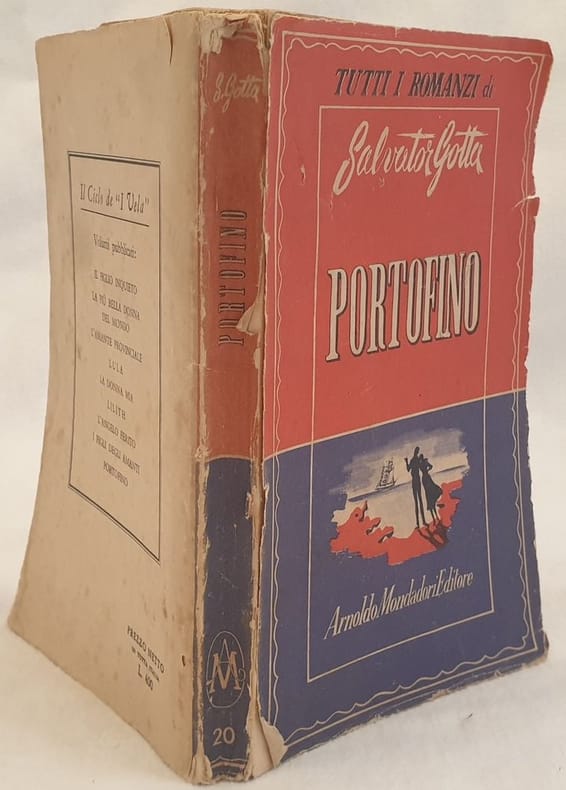 Il Ciclo de "I Vela"
Volumi pubblicati:
IL FIGLIO INQUIETO
LA PIÙ BELLA DONNA
DEL MONDO
L'AMANTE PROVINCIALE
LULA
LA DONNA MIA
LILITH
L'ANGELO FERITO
I FIGLI DEGLI AMANTI
PORTOFINO
PREZZO NETTO
L. 400
S. Gotta
PORTOFINO
AM
20
TUTTI I ROMANZI di
Salvator Gotta
PORTOFINO
Arnoldo Mondadori Editore